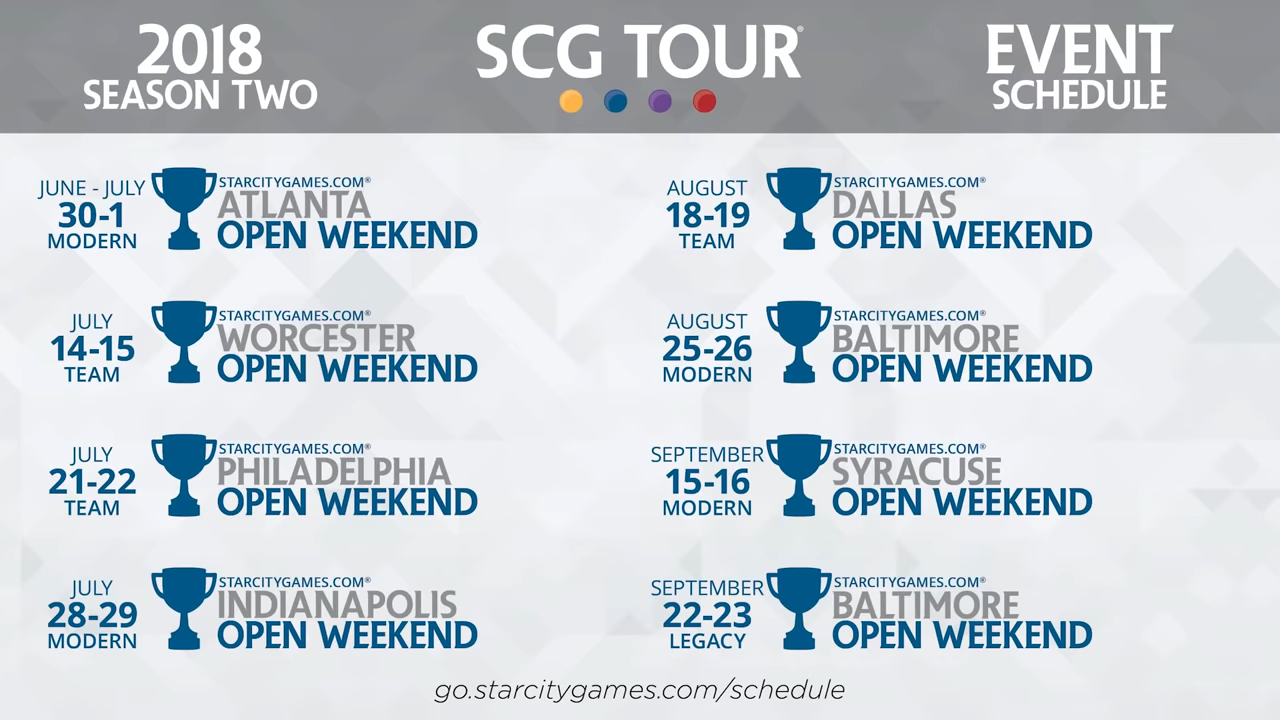 2018
SEASON TWO
SCG TOUR®
EVENT
SCHEDULE
JUNE - JULY
30-1
MODERN
STARCITYGAMES.COM®
ATLANTA
OPEN WEEKEND
JULY
14-15
TEAM
STARCITYGAMES.COM®
WORCESTER
OPEN WEEKEND
JULY
21-22
TEAM
STARCITYGAMES.COM®
PHILADELPHIA
OPEN WEEKEND
JULY
28-29
MODERN
STARCITYGAMES.COM®
INDIANAPOLIS
OPEN WEEKEND
AUGUST
18-19
TEAM
STARCITYGAMES.COM®
DALLAS
OPEN WEEKEND
AUGUST
25-26
MODERN
STARCITYGAMES.COM®
BALTIMORE
OPEN WEEKEND
SEPTEMBER
15-16
MODERN
STARCITYGAMES.COM®
SYRACUSE
OPEN WEEKEND
SEPTEMBER
22-23
LEGACY
STARCITYGAMES.COM®
BALTIMORE
OPEN WEEKEND
go.starcitygames.com/schedule